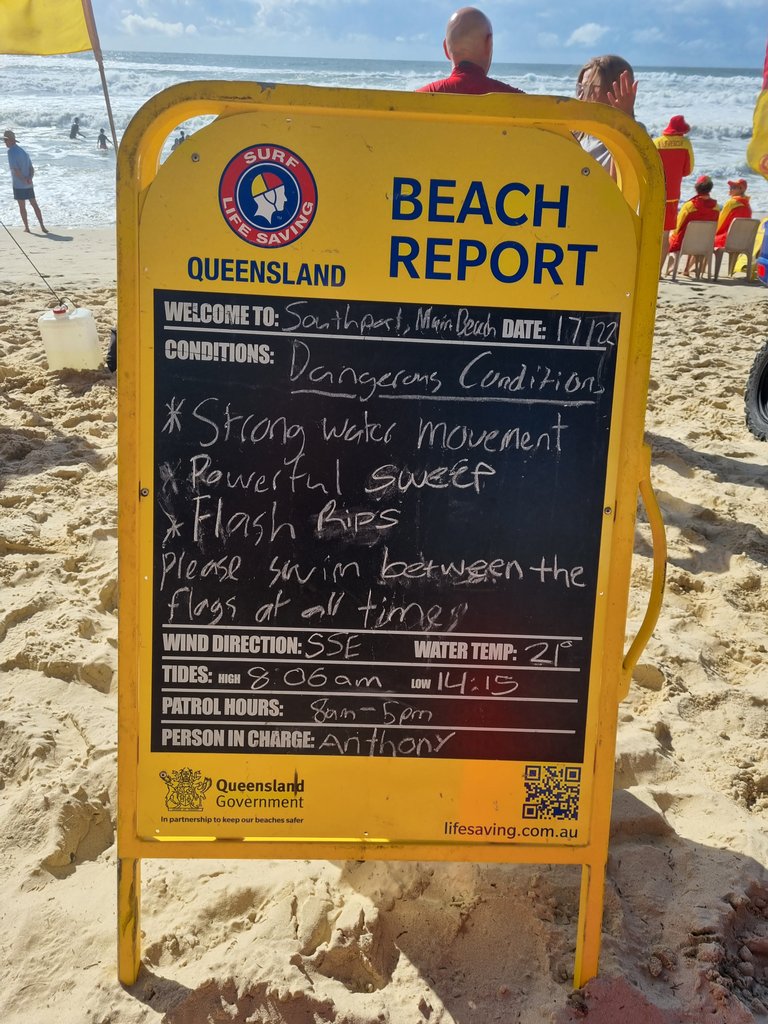 SURF
LIFE SAVING
QUEENSLAND
BEACH
REPORT
WELCOME TO: Southport, Main Beach DATE: 17/22
CONDITIONS: Dangerous Conditions
* Strong water movement
* Powerful sweep
* Flash Rips
please swim between the
flags at all times
WIND DIRECTION: SSE WATER TEMP: 21°
TIDES: HIGH 8:06am LOW 14:15
PATROL HOURS: 8am-5pm
PERSON IN CHARGE: Anthony
Queensland
Government
In partnership to keep our beaches safer
lifesaving.com.au